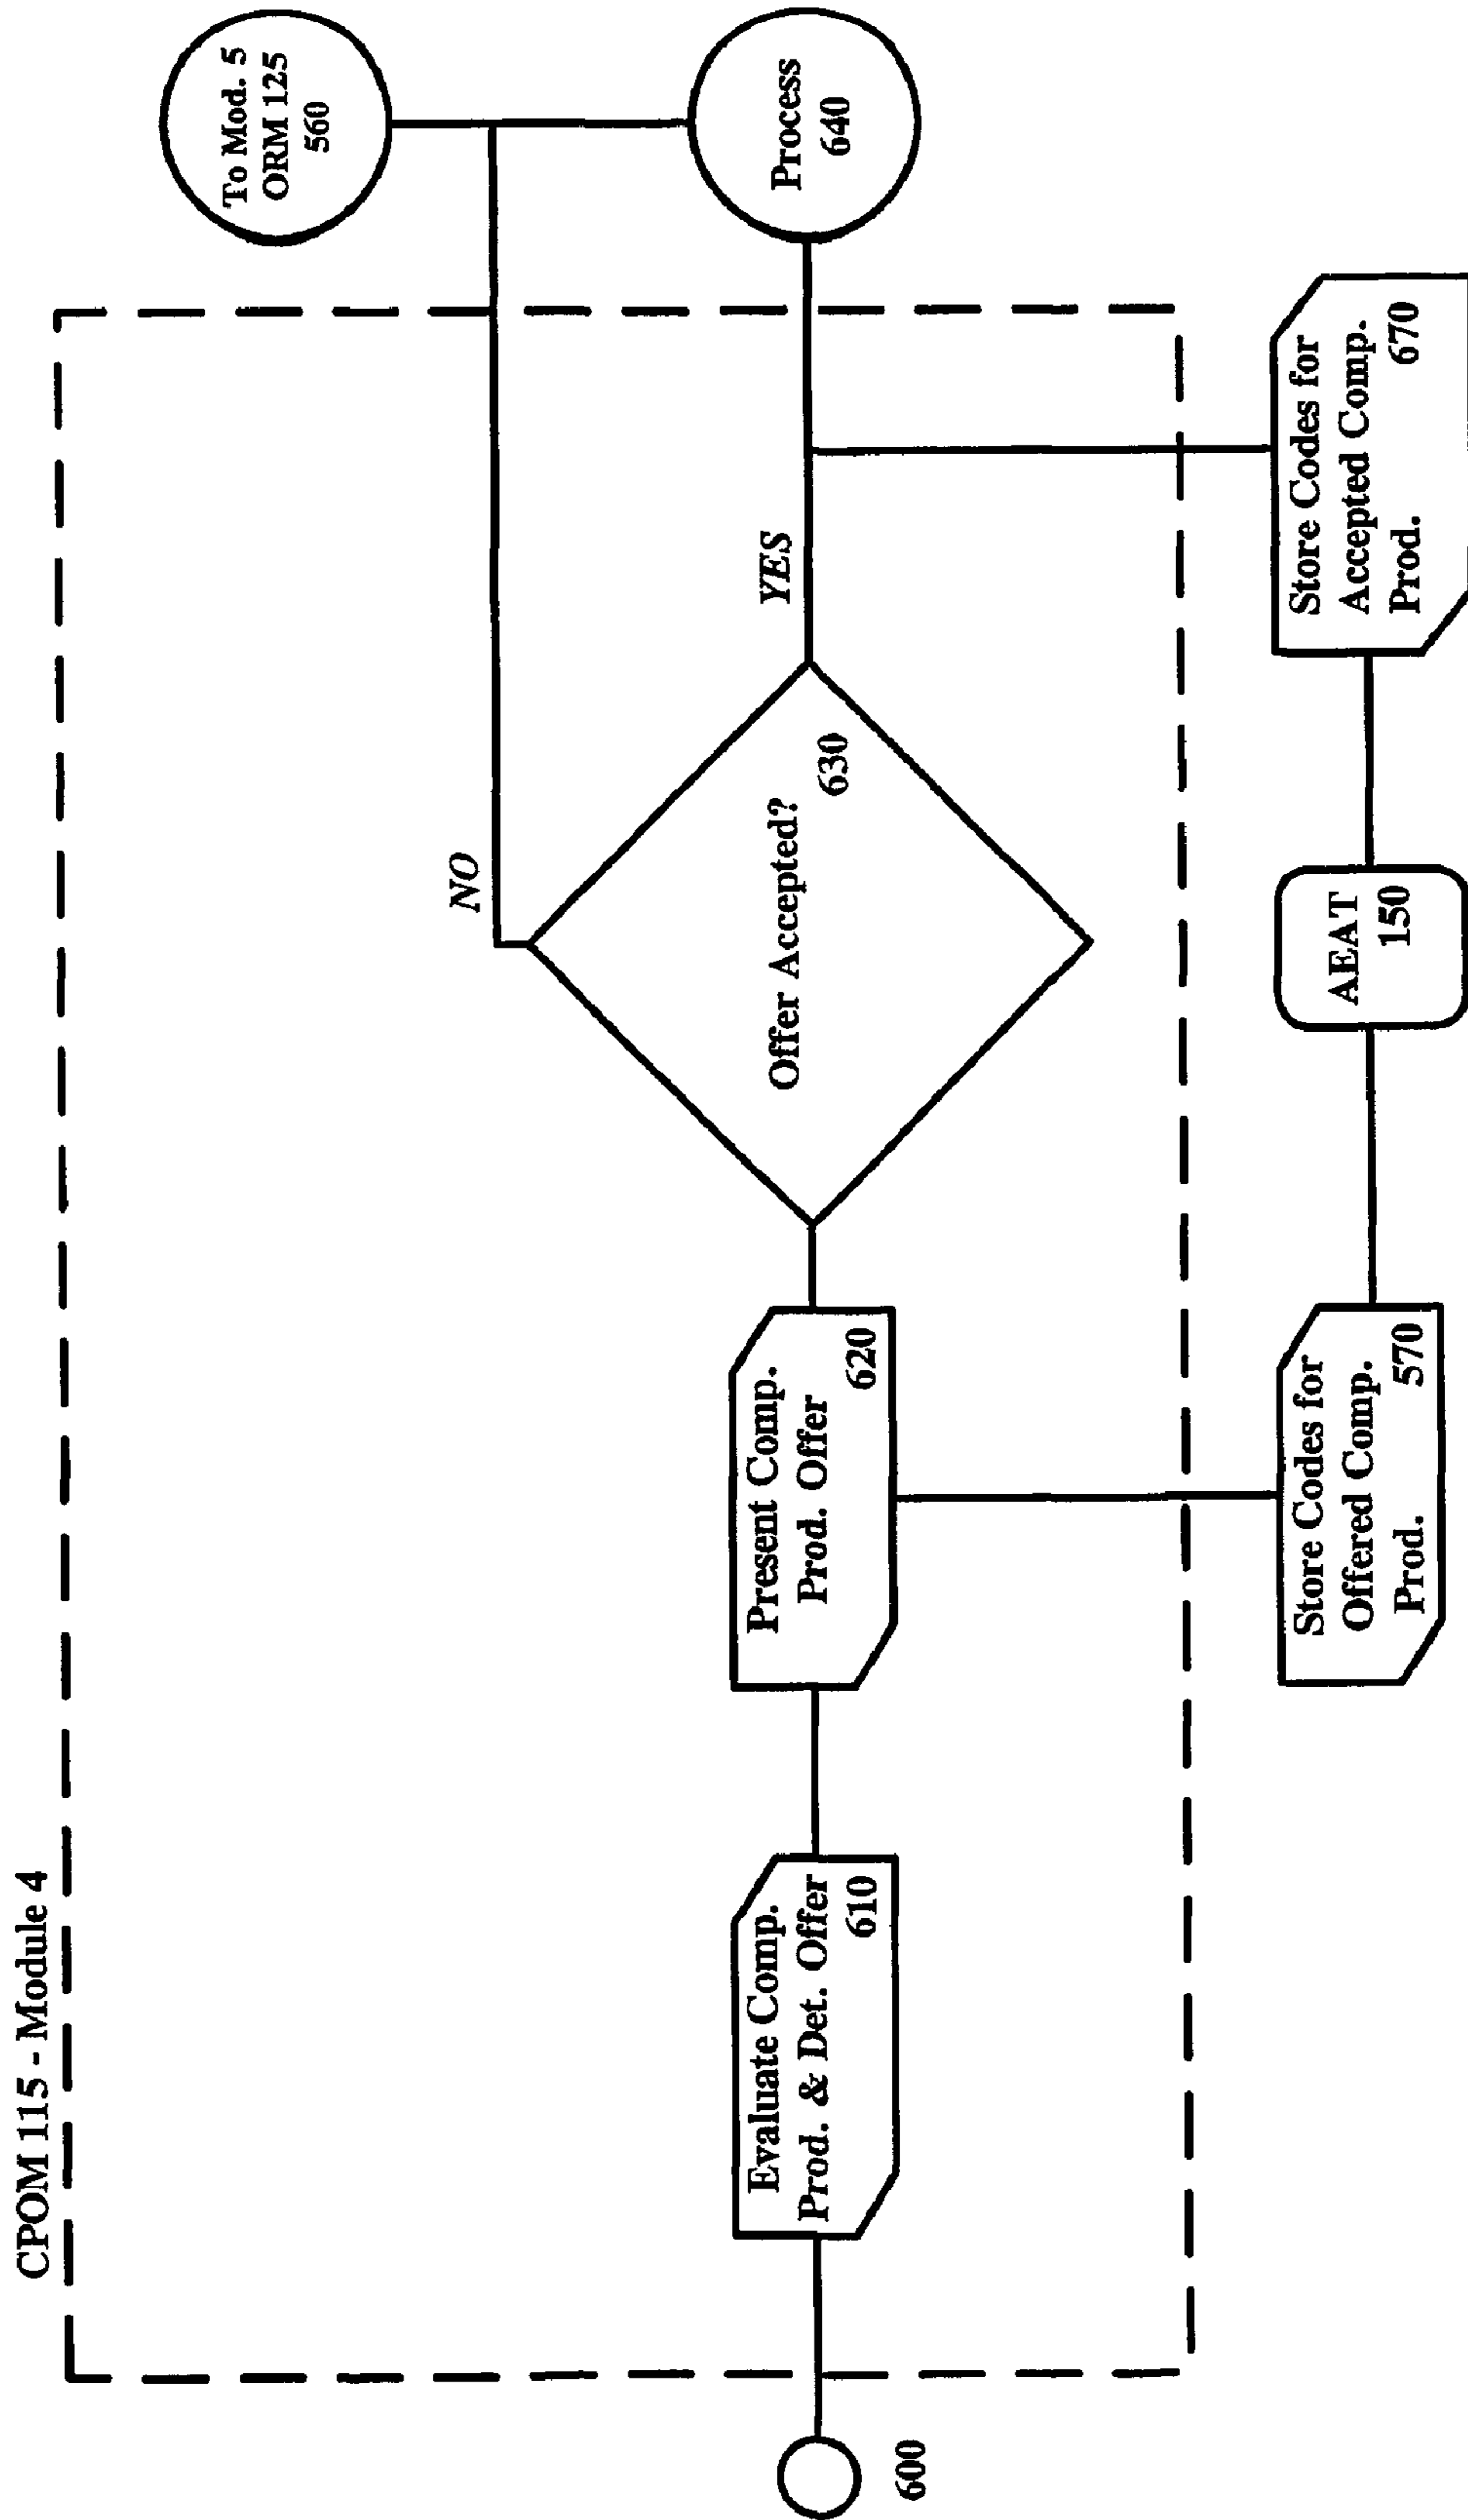 CPOM 115 - Module 4
To Mod. 5
ORM 125
560
NO
600
Evaluate Comp.
Prod. & Det. Offer
610
Present Comp.
Prod. Offer
620
Offer Accepted?
630
YES
Process
640
Store Codes for
Offered Comp.
Prod. 570
AEAT
150
Store Codes for
Accepted Comp.
Prod. 670